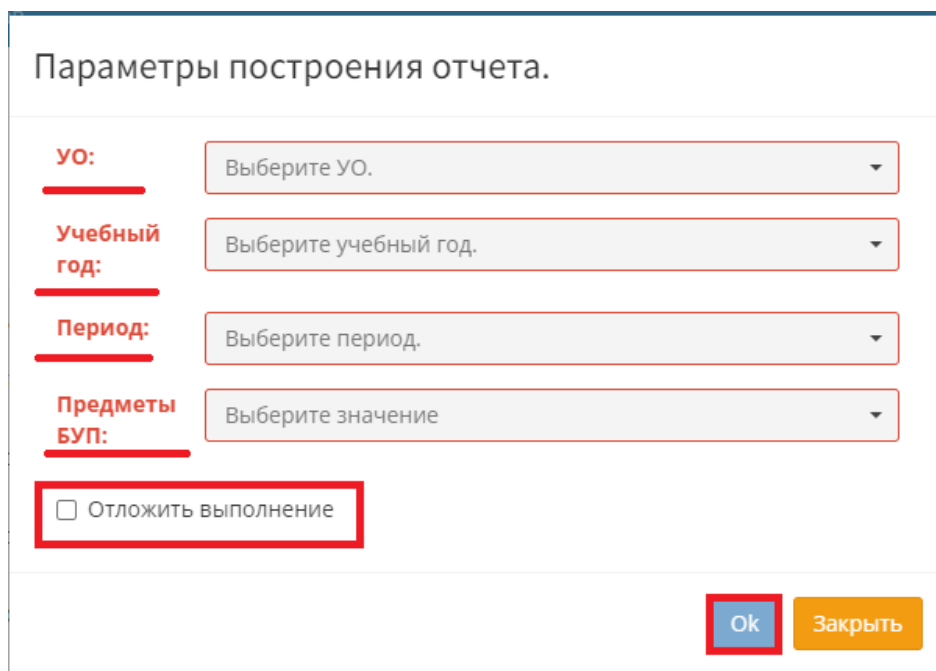 Параметры построения отчета.
УО:
Выберите УО.
Учебный
год:
Выберите учебный год.
Период:
Выберите период.
Предметы
БУП:
Выберите значение
Отложить выполнение
Ok
Закрыть